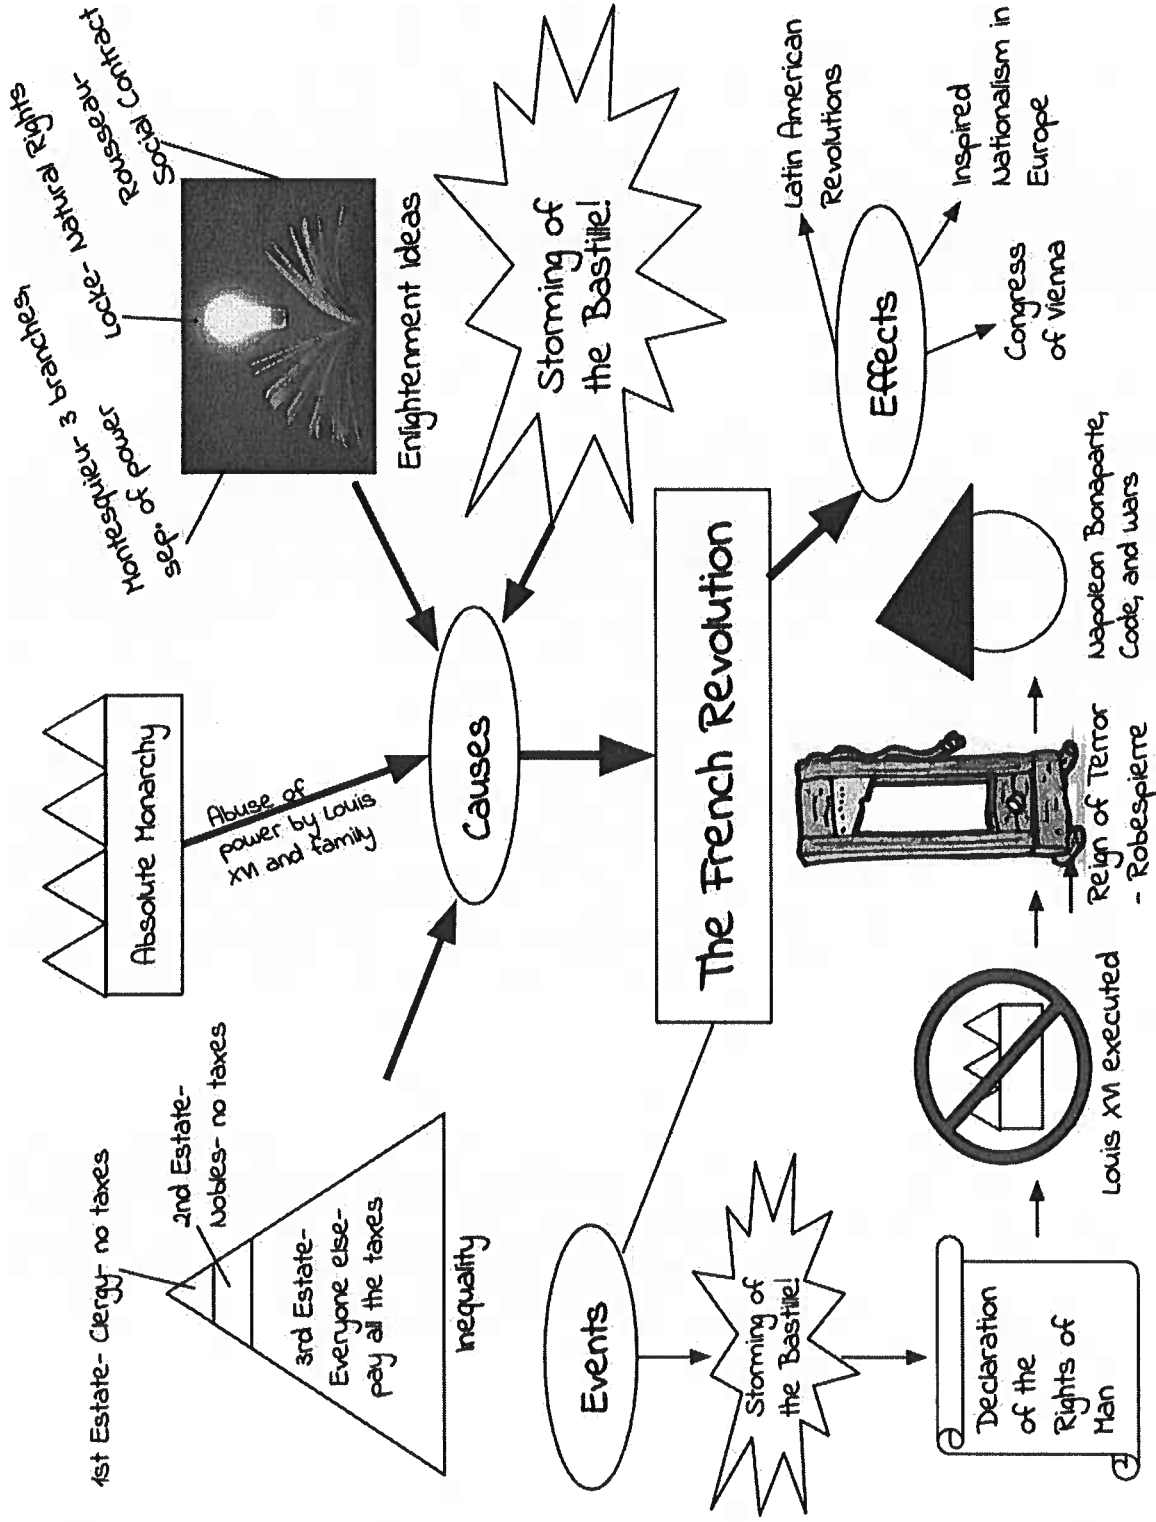 1st Estate- Clergy- no taxes
2nd Estate-
Nobles- no taxes
3rd Estate-
Everyone else-
pay all the taxes
Inequality
Absolute Monarchy
Abuse of
power by Louis
XVI and family
Montesquieu- 3 branches,
sep. of power
Locke- Natural Rights
Rousseau-
Social Contract
Enlightenment Ideas
Storming of
the Bastille!
Causes
The French Revolution
Events
Storming of
the Bastille!
Declaration
of the
Rights of
Man
Louis XVI executed
Reign of Terror
- Robespierre
Napoleon Bonaparte,
Code, and wars
Effects
Latin American
Revolutions
Inspired
Nationalism in
Europe
Congress
of Vienna